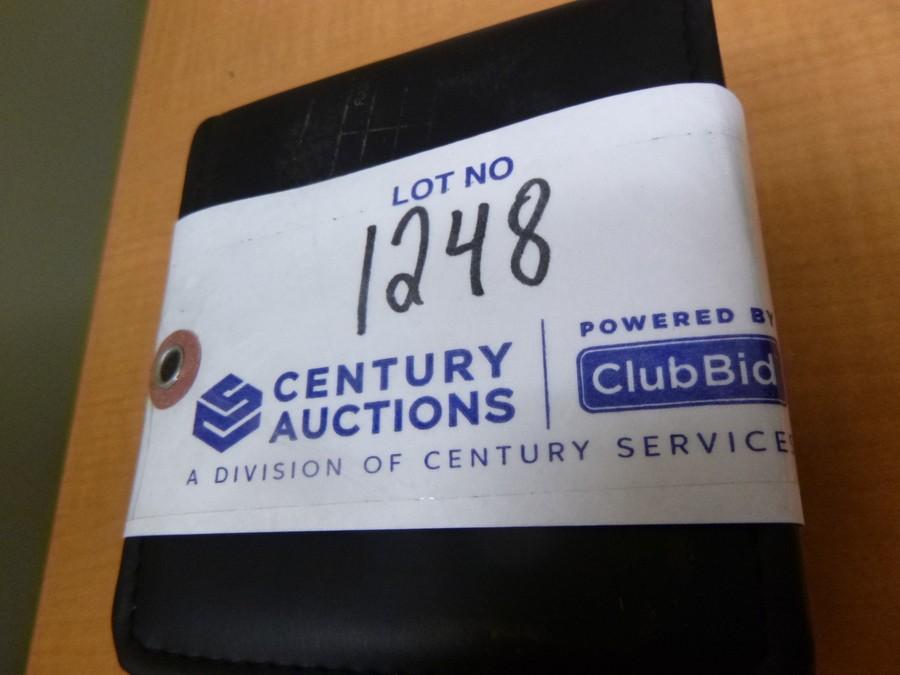 LOT NO
1248
CENTURY
AUCTIONS
POWERED BY
ClubBid
A DIVISION OF CENTURY SERVICES